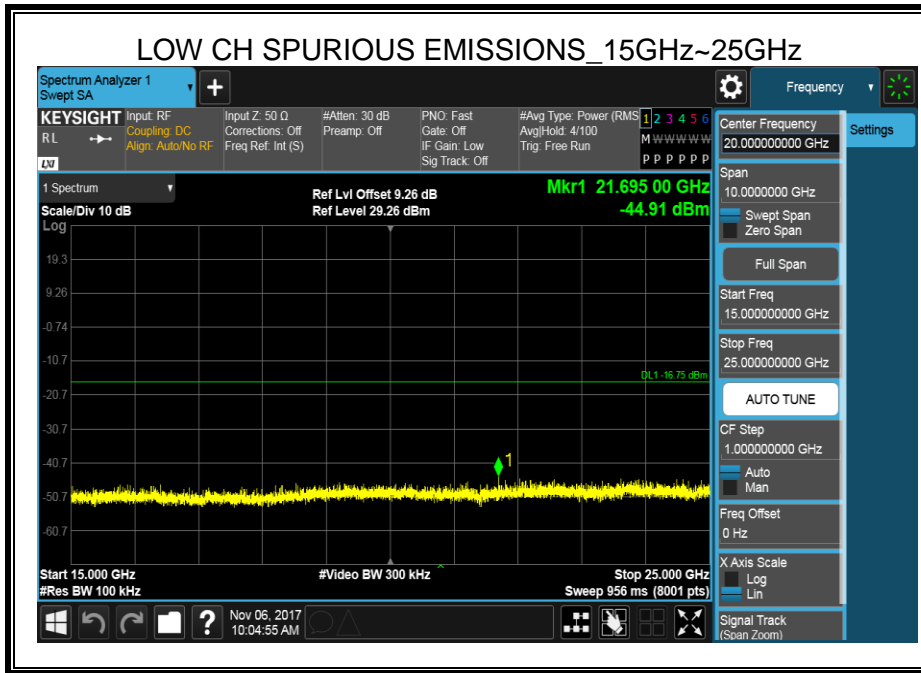 LOW CH SPURIOUS EMISSIONS_15GHz~25GHz
Spectrum Analyzer 1
Swept SA
+
Frequency
KEYSIGHT
RL
LXI
Input: RF
Coupling: DC
Align: Auto/No RF
Input Z: 50 Ω
Corrections: Off
Freq Ref: Int (S)
#Atten: 30 dB
Preamp: Off
PNO: Fast
Gate: Off
IF Gain: Low
Sig Track: Off
#Avg Type: Power (RMS
Avg|Hold: 4/100
Trig: Free Run
1 2 3 4 5 6
M W W W W W
P P P P P P
Settings
1 Spectrum
Scale/Div 10 dB
Log
Ref Lvl Offset 9.26 dB
Ref Level 29.26 dBm
Mkr1 21.695 00 GHz
-44.91 dBm
19.3
9.26
-0.74
-10.7
DL1 -16.75 dBm
-20.7
-30.7
-40.7
1
-50.7
-60.7
Start 15.000 GHz
#Res BW 100 kHz
#Video BW 300 kHz
Stop 25.000 GHz
Sweep 956 ms (8001 pts)
Center Frequency
20.000000000 GHz
Span
10.0000000 GHz
Swept Span
Zero Span
Full Span
Start Freq
15.000000000 GHz
Stop Freq
25.000000000 GHz
AUTO TUNE
CF Step
1.000000000 GHz
Auto
Man
Freq Offset
0 Hz
X Axis Scale
Log
Lin
Signal Track
(Span Zoom)
?
Nov 06, 2017
10:04:55 AM